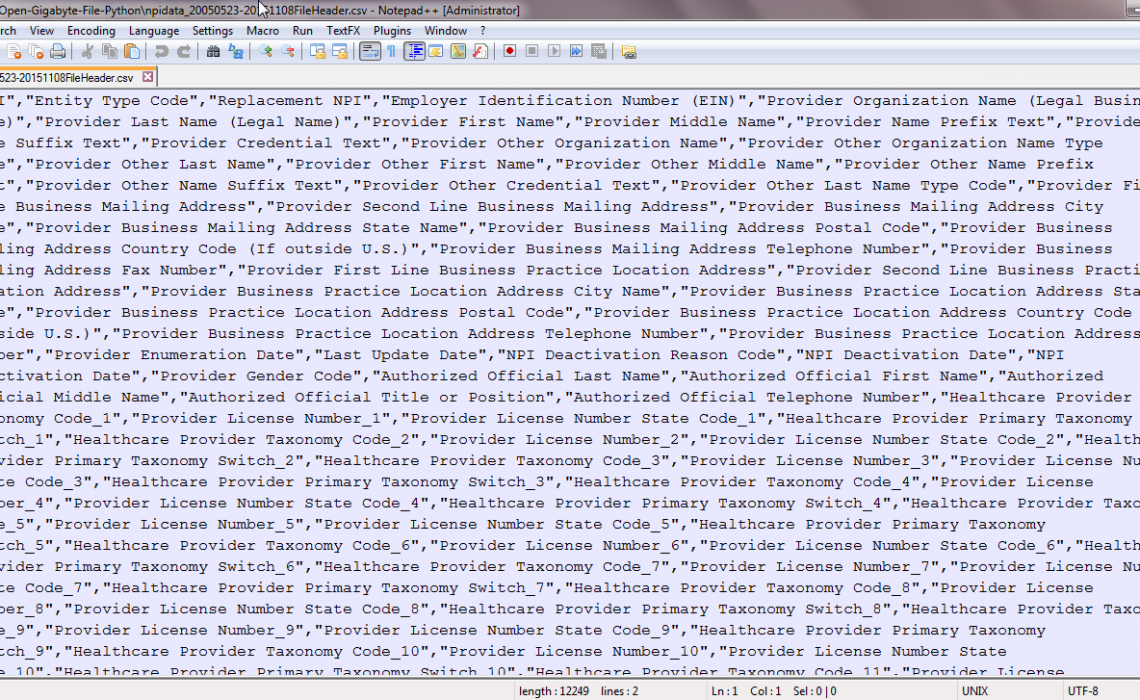 Open-Gigabyte-File-Python\npidata_20050523-20151108FileHeader.csv - Notepad++ [Administrator]
rch View Encoding Language Settings Macro Run TextFX Plugins Window ?
523-20151108FileHeader.csv
I","Entity Type Code","Replacement NPI","Employer Identification Number (EIN)","Provider Organization Name (Legal Busin
e)","Provider Last Name (Legal Name)","Provider First Name","Provider Middle Name","Provider Name Prefix Text","Provide
e Suffix Text","Provider Credential Text","Provider Other Organization Name","Provider Other Organization Name Type
e","Provider Other Last Name","Provider Other First Name","Provider Other Middle Name","Provider Other Name Prefix
t","Provider Other Name Suffix Text","Provider Other Credential Text","Provider Other Last Name Type Code","Provider Fi
e Business Mailing Address","Provider Second Line Business Mailing Address","Provider Business Mailing Address City
e","Provider Business Mailing Address State Name","Provider Business Mailing Address Postal Code","Provider Business
ling Address Country Code (If outside U.S.)","Provider Business Mailing Address Telephone Number","Provider Business
ling Address Fax Number","Provider First Line Business Practice Location Address","Provider Second Line Business Practi
ation Address","Provider Business Practice Location Address City Name","Provider Business Practice Location Address Sta
e","Provider Business Practice Location Address Postal Code","Provider Business Practice Location Address Country Code
side U.S.)","Provider Business Practice Location Address Telephone Number","Provider Business Practice Location Address
ber","Provider Enumeration Date","Last Update Date","NPI Deactivation Reason Code","NPI Deactivation Date","NPI
ctivation Date","Provider Gender Code","Authorized Official Last Name","Authorized Official First Name","Authorized
icial Middle Name","Authorized Official Title or Position","Authorized Official Telephone Number","Healthcare Provider
onomy Code_1","Provider License Number_1","Provider License Number State Code_1","Healthcare Provider Primary Taxonomy
tch_1","Healthcare Provider Taxonomy Code_2","Provider License Number_2","Provider License Number State Code_2","Health
vider Primary Taxonomy Switch_2","Healthcare Provider Taxonomy Code_3","Provider License Number_3","Provider License Nu
te Code_3","Healthcare Provider Primary Taxonomy Switch_3","Healthcare Provider Taxonomy Code_4","Provider License
ber_4","Provider License Number State Code_4","Healthcare Provider Primary Taxonomy Switch_4","Healthcare Provider Taxo
e_5","Provider License Number_5","Provider License Number State Code_5","Healthcare Provider Primary Taxonomy
tch_5","Healthcare Provider Taxonomy Code_6","Provider License Number_6","Provider License Number State Code_6","Health
vider Primary Taxonomy Switch_6","Healthcare Provider Taxonomy Code_7","Provider License Number_7","Provider License Nu
te Code_7","Healthcare Provider Primary Taxonomy Switch_7","Healthcare Provider Taxonomy Code_8","Provider License
ber_8","Provider License Number State Code_8","Healthcare Provider Primary Taxonomy Switch_8","Healthcare Provider Taxo
e_9","Provider License Number_9","Provider License Number State Code_9","Healthcare Provider Primary Taxonomy
tch_9","Healthcare Provider Taxonomy Code_10","Provider License Number_10","Provider License Number State
e_10","Healthcare Provider Primary Taxonomy Switch_10","Healthcare Provider Taxonomy Code_11","Provider License
length : 12249 lines : 2 Ln : 1 Col : 1 Sel : 0 | 0 UNIX UTF-8